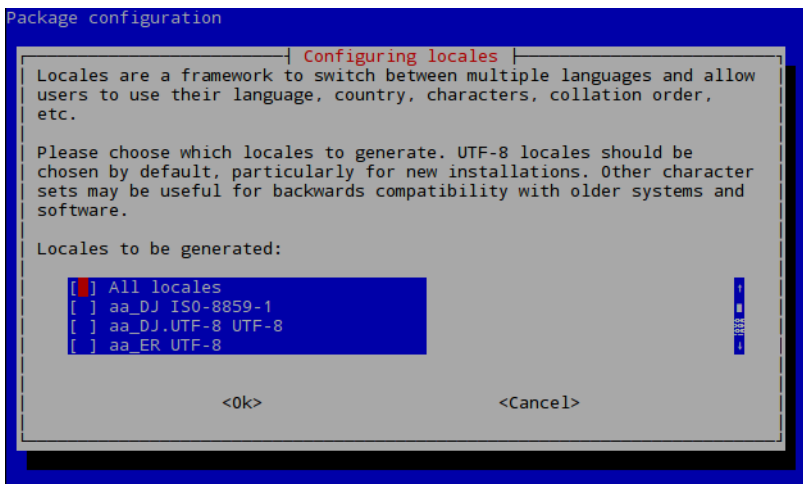 Package configuration
Configuring locales
Locales are a framework to switch between multiple languages and allow
users to use their language, country, characters, collation order,
etc.
Please choose which locales to generate. UTF-8 locales should be
chosen by default, particularly for new installations. Other character
sets may be useful for backwards compatibility with older systems and
software.
Locales to be generated:
[ ] All locales
[ ] aa_DJ ISO-8859-1
[ ] aa_DJ.UTF-8 UTF-8
[ ] aa_ER UTF-8
<Ok> <Cancel>